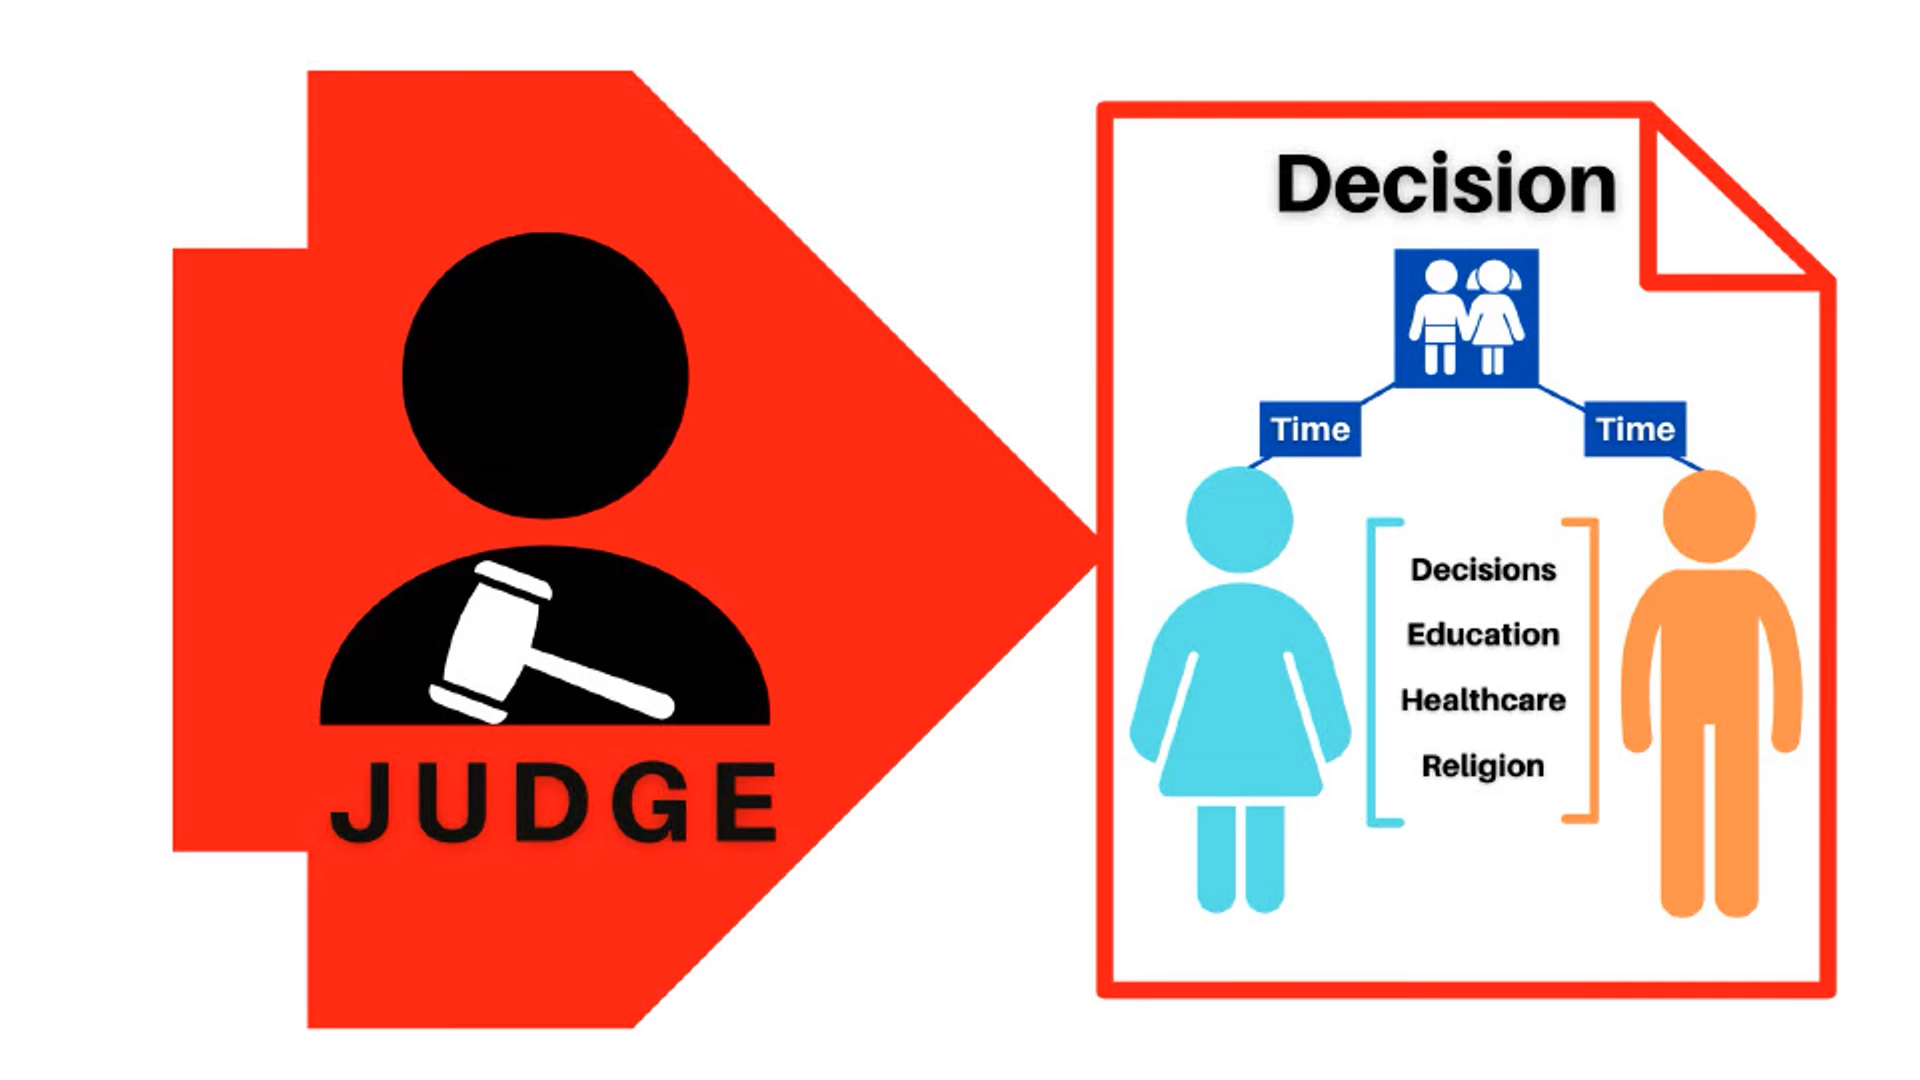 JUDGE
Decision
Time
Time
Decisions
Education
Healthcare
Religion